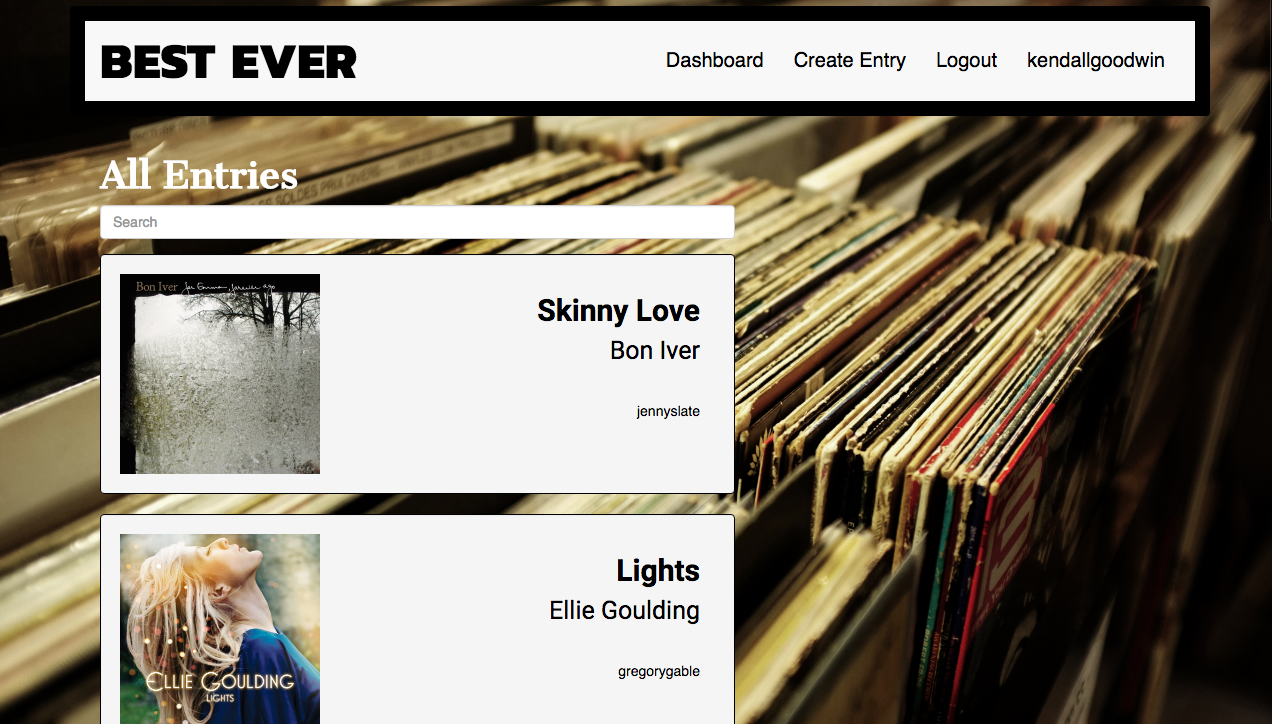 BEST EVER
Dashboard Create Entry Logout kendallgoodwin
All Entries
Search
Bon Iver for Emma, forever ago
Skinny Love
Bon Iver
jennyslate
Lights
Ellie Goulding
gregorygable
ELLIE GOULDING
LIGHTS